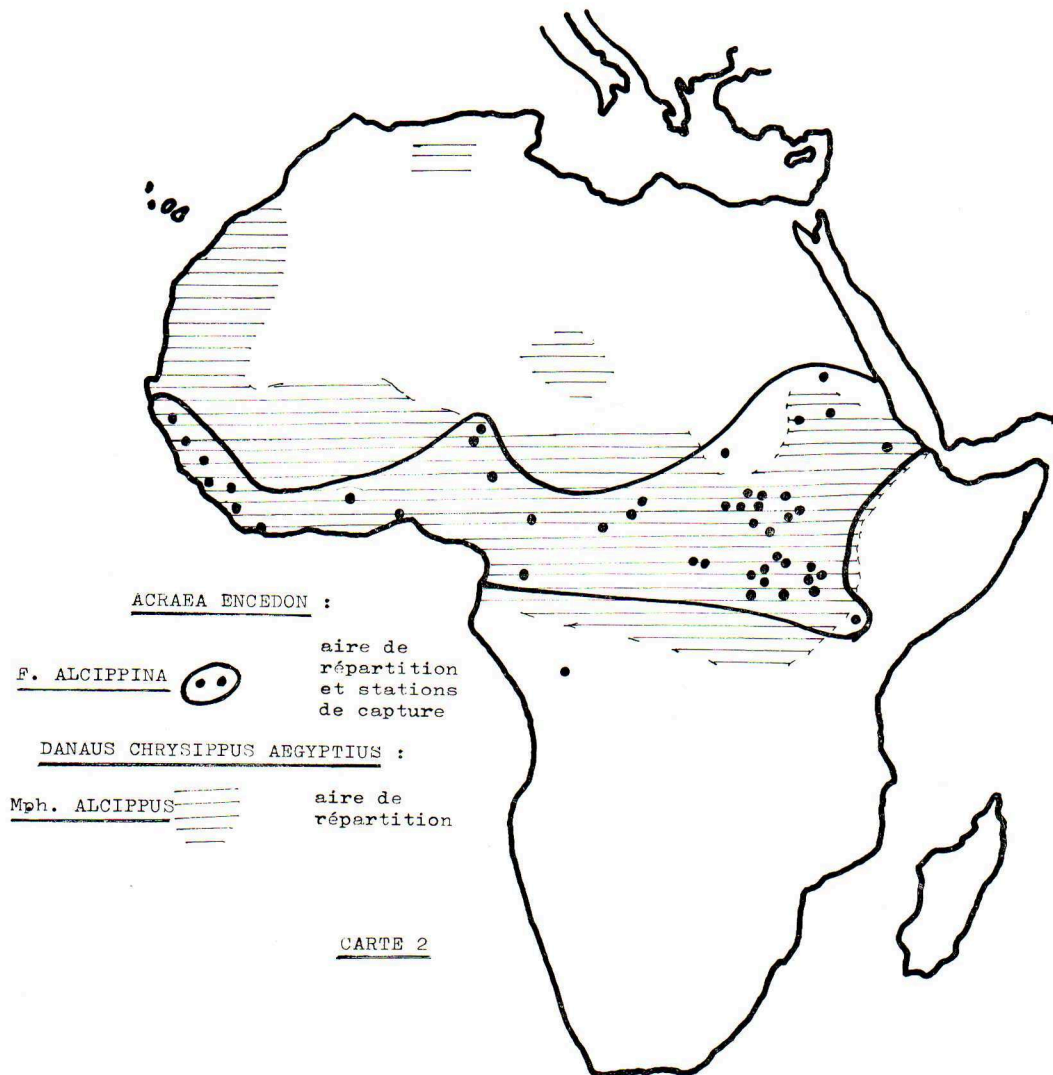 ACRAEA ENCEDON :
F. ALCIPPINA
aire de
répartition
et stations
de capture
DANAUS CHRYSIPPUS AEGYPTIUS :
Mph. ALCIPPUS
aire de
répartition
CARTE 2